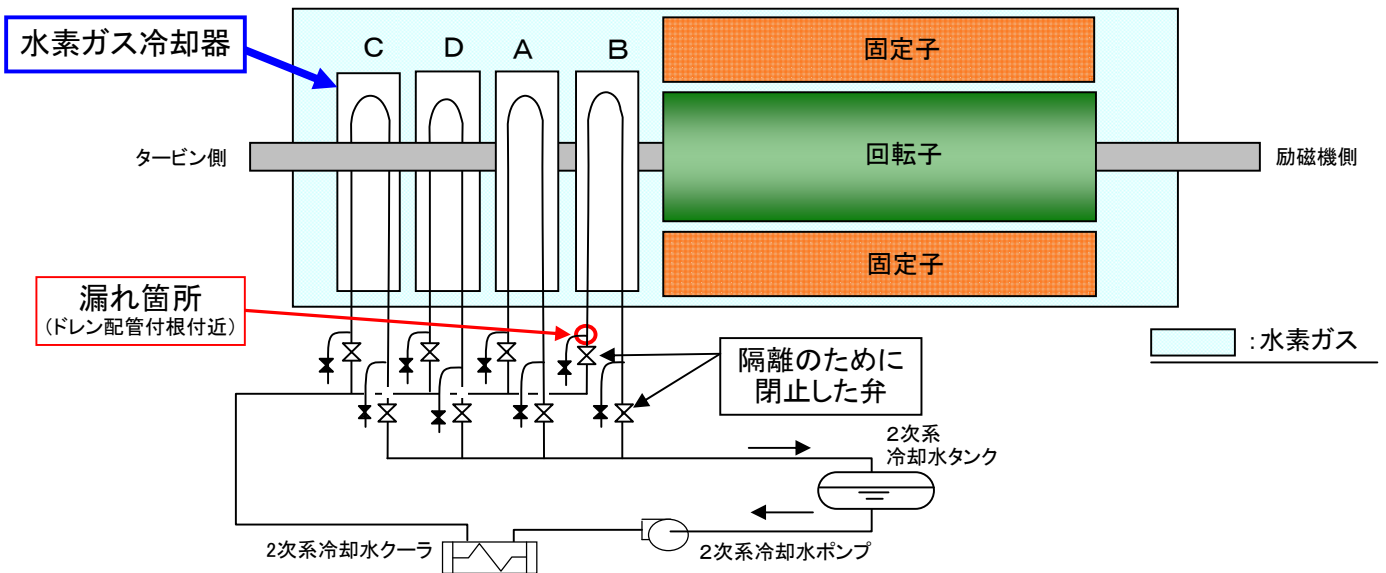 水素ガス冷却器
C
D
A
B
固定子
タービン側
回転子
励磁機側
固定子
漏れ箇所
(ドレン配管付根付近)
隔離のために
閉止した弁
:水素ガス
2次系
冷却水タンク
2次系冷却水クーラ
2次系冷却水ポンプ